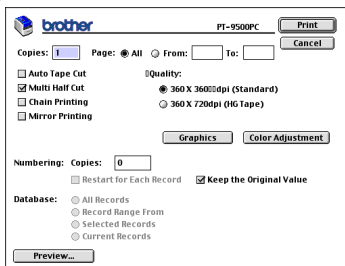 brother PT-9500PC Print
Cancel
Copies: 1 Page: All From: To:
Auto Tape Cut Quality:
Multi Half Cut 360 X 360 dpi (Standard)
Chain Printing 360 X 720dpi (HG Tape)
Mirror Printing
Graphics Color Adjustment
Numbering: Copies: 0
Restart for Each Record Keep the Original Value
Database: All Records
Record Range From
Selected Records
Current Records
Preview...